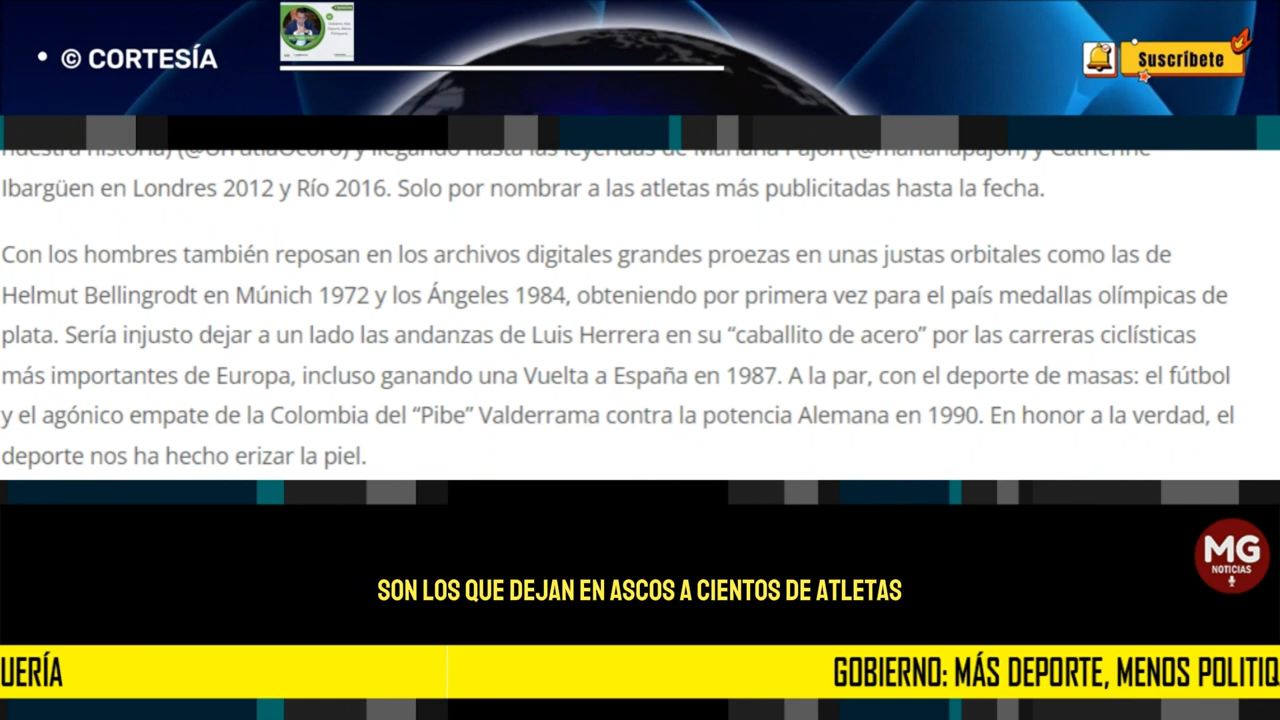 • © CORTESÍA
Suscríbete
Ibargüen en Londres 2012 y Río 2016. Solo por nombrar a las atletas más publicitadas hasta la fecha.
Con los hombres también reposan en los archivos digitales grandes proezas en unas justas orbitales como las de
Helmut Bellingrodt en Múnich 1972 y los Ángeles 1984, obteniendo por primera vez para el país medallas olímpicas de
plata. Sería injusto dejar a un lado las andanzas de Luis Herrera en su “caballito de acero” por las carreras ciclísticas
más importantes de Europa, incluso ganando una Vuelta a España en 1987. A la par, con el deporte de masas: el fútbol
y el agónico empate de la Colombia del “Pibe” Valderrama contra la potencia Alemana en 1990. En honor a la verdad, el
deporte nos ha hecho erizar la piel.
MG
NOTICIAS
SON LOS QUE DEJAN EN ASCOS A CIENTOS DE ATLETAS
UERÍA GOBIERNO: MÁS DEPORTE, MENOS POLITIQ